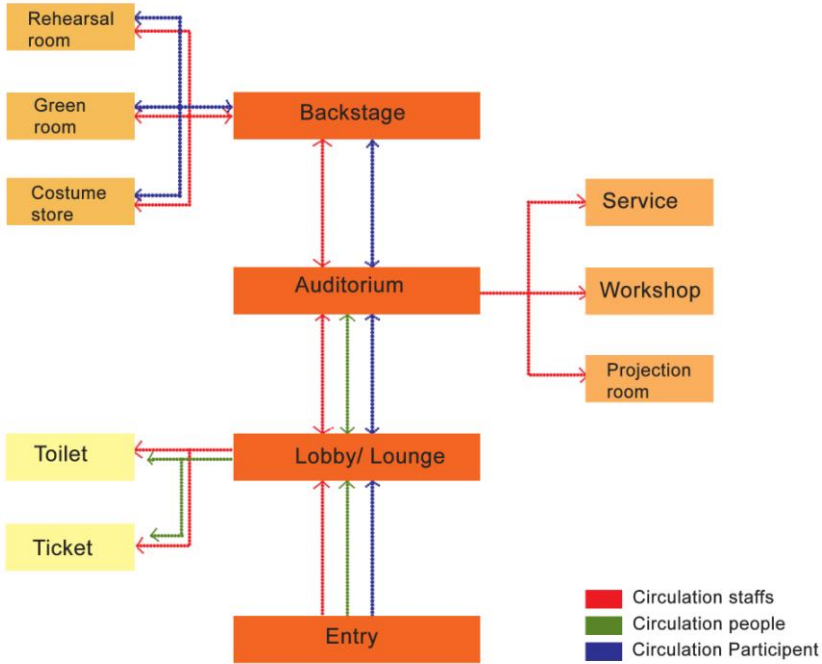 Rehearsal
room
Green
room
Costume
store
Backstage
Auditorium
Service
Workshop
Projection
room
Toilet
Ticket
Lobby/ Lounge
Entry
Circulation staffs
Circulation people
Circulation Participent